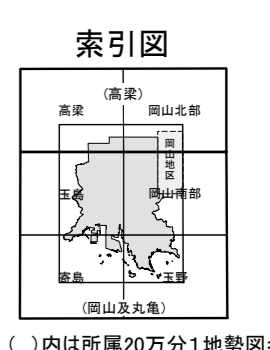 索引図
(高梁)
高梁
岡山北部
岡山地区
玉島
岡山南部
寄島
玉野
(岡山及丸亀)
( )内は所属20万分1地勢図